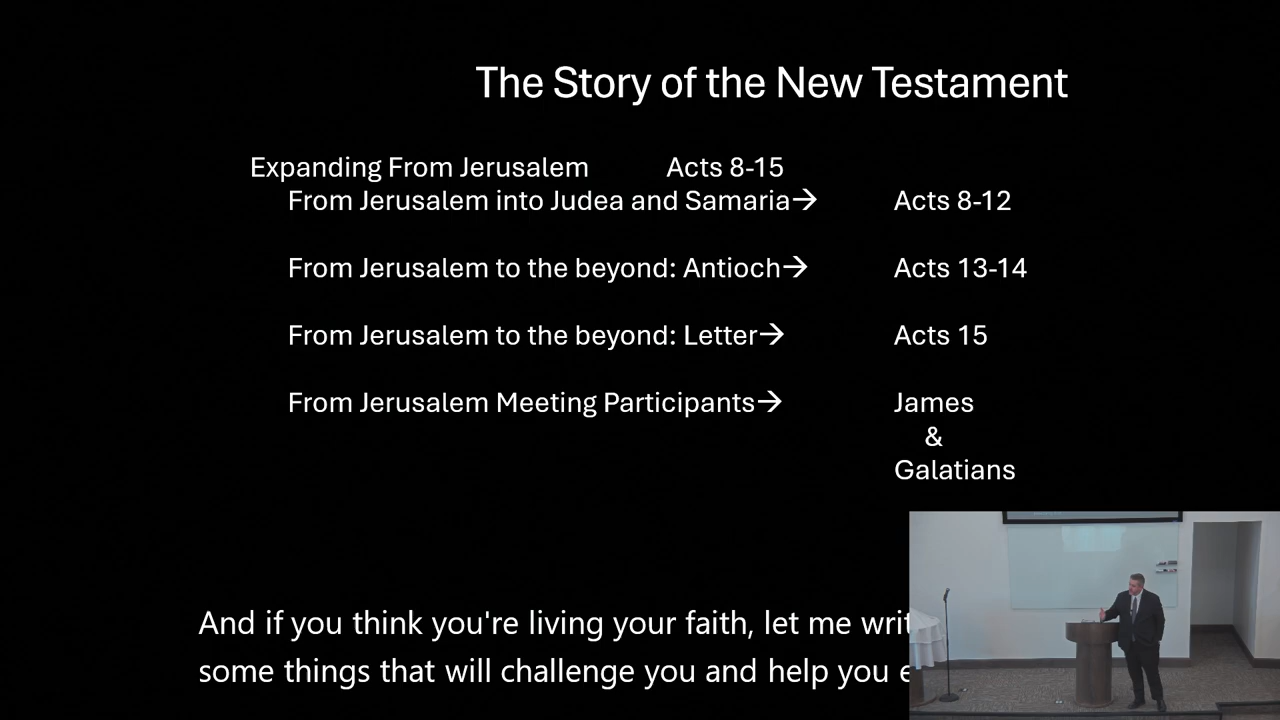 The Story of the New Testament
Expanding From Jerusalem Acts 8-15
From Jerusalem into Judea and Samaria→ Acts 8-12
From Jerusalem to the beyond: Antioch→ Acts 13-14
From Jerusalem to the beyond: Letter→ Acts 15
From Jerusalem Meeting Participants→ James
&
Galatians
And if you think you're living your faith, let me
some things that will challenge you and help you